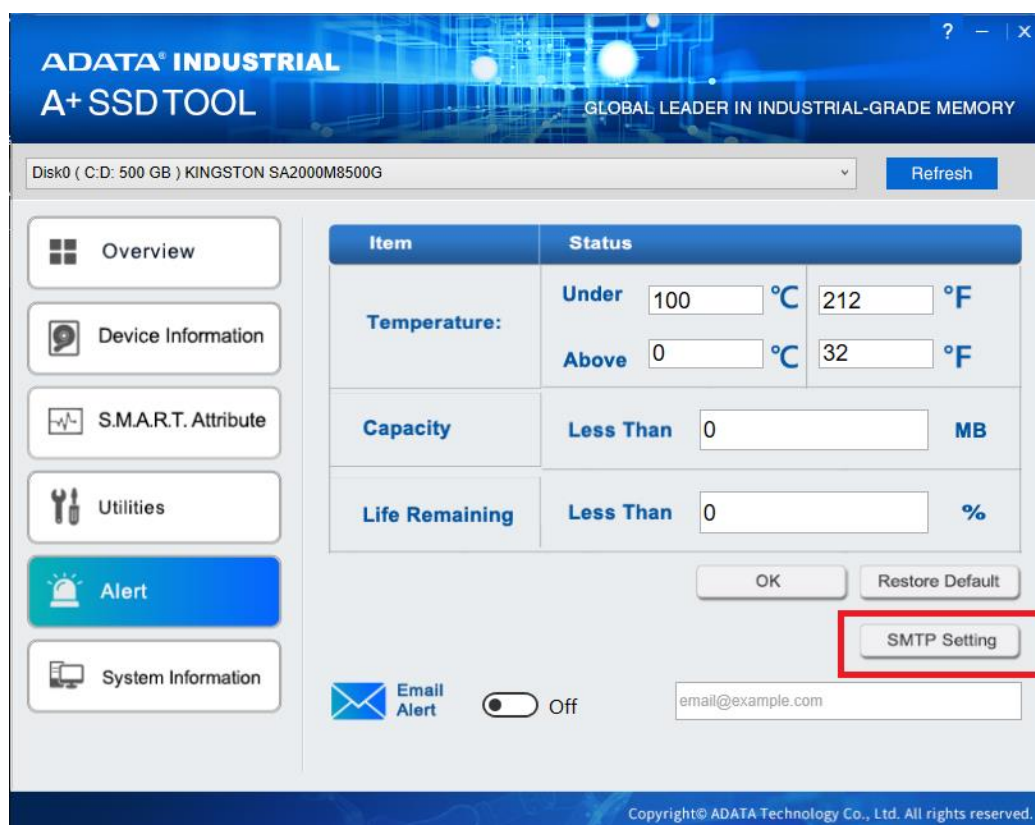 ? – | ×
ADATA® INDUSTRIAL
A+ SSD TOOL
GLOBAL LEADER IN INDUSTRIAL-GRADE MEMORY
Disk0 ( C:D: 500 GB ) KINGSTON SA2000M8500G
Refresh
Overview
Device Information
S.M.A.R.T. Attribute
Utilities
Alert
System Information
Item Status
Temperature:
Under 100 °C 212 °F
Above 0 °C 32 °F
Capacity Less Than 0 MB
Life Remaining Less Than 0 %
OK Restore Default
SMTP Setting
Email
Alert
Off
email@example.com
Copyright© ADATA Technology Co., Ltd. All rights reserved.